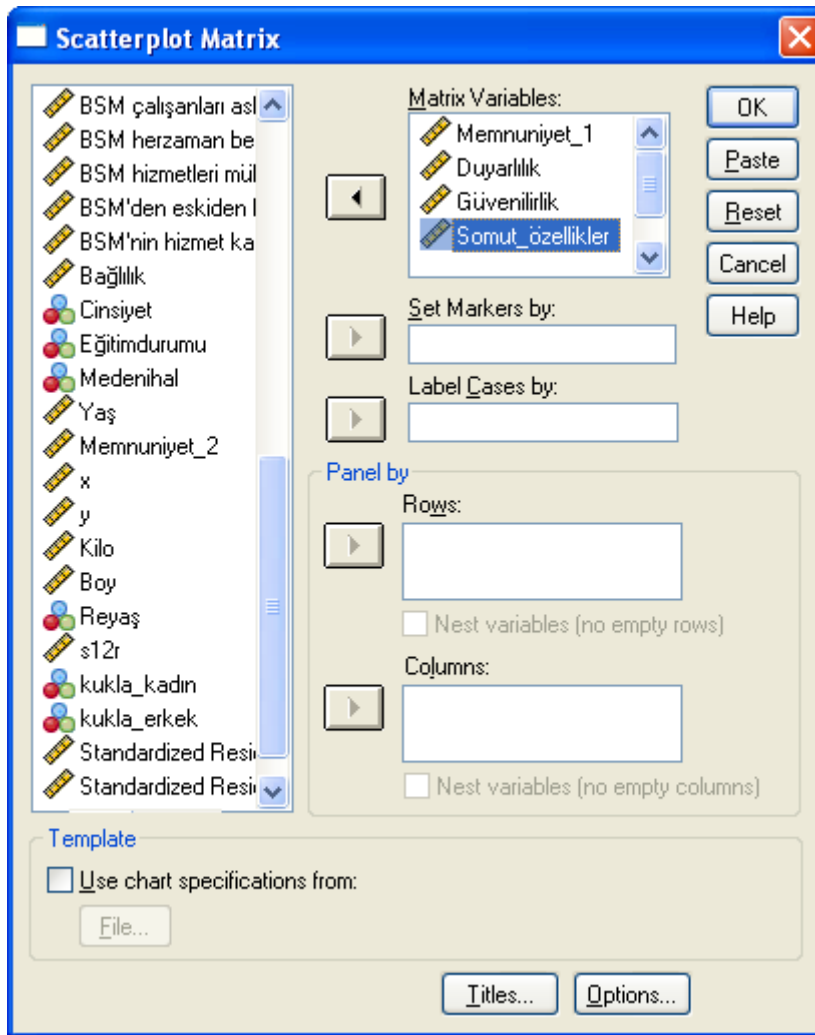 Scatterplot Matrix
BSM çalışanları asl
BSM herzaman be
BSM hizmetleri mül
BSM'den eskiden
BSM'nin hizmet ka
Bağlılık
Cinsiyet
Eğitimdurumu
Medenihal
Yaş
Memnuniyet_2
x
y
Kilo
Boy
Reyaş
s12r
kukla_kadın
kukla_erkek
Standardized Resi
Standardized Resi
Matrix Variables:
Memnuniyet_1
Duyarlılık
Güvenilirlik
Somut_özellikler
Set Markers by:
Label Cases by:
Panel by
Rows:
Nest variables (no empty rows)
Columns:
Nest variables (no empty columns)
OK
Paste
Reset
Cancel
Help
Template
Use chart specifications from:
File...
Titles...
Options...